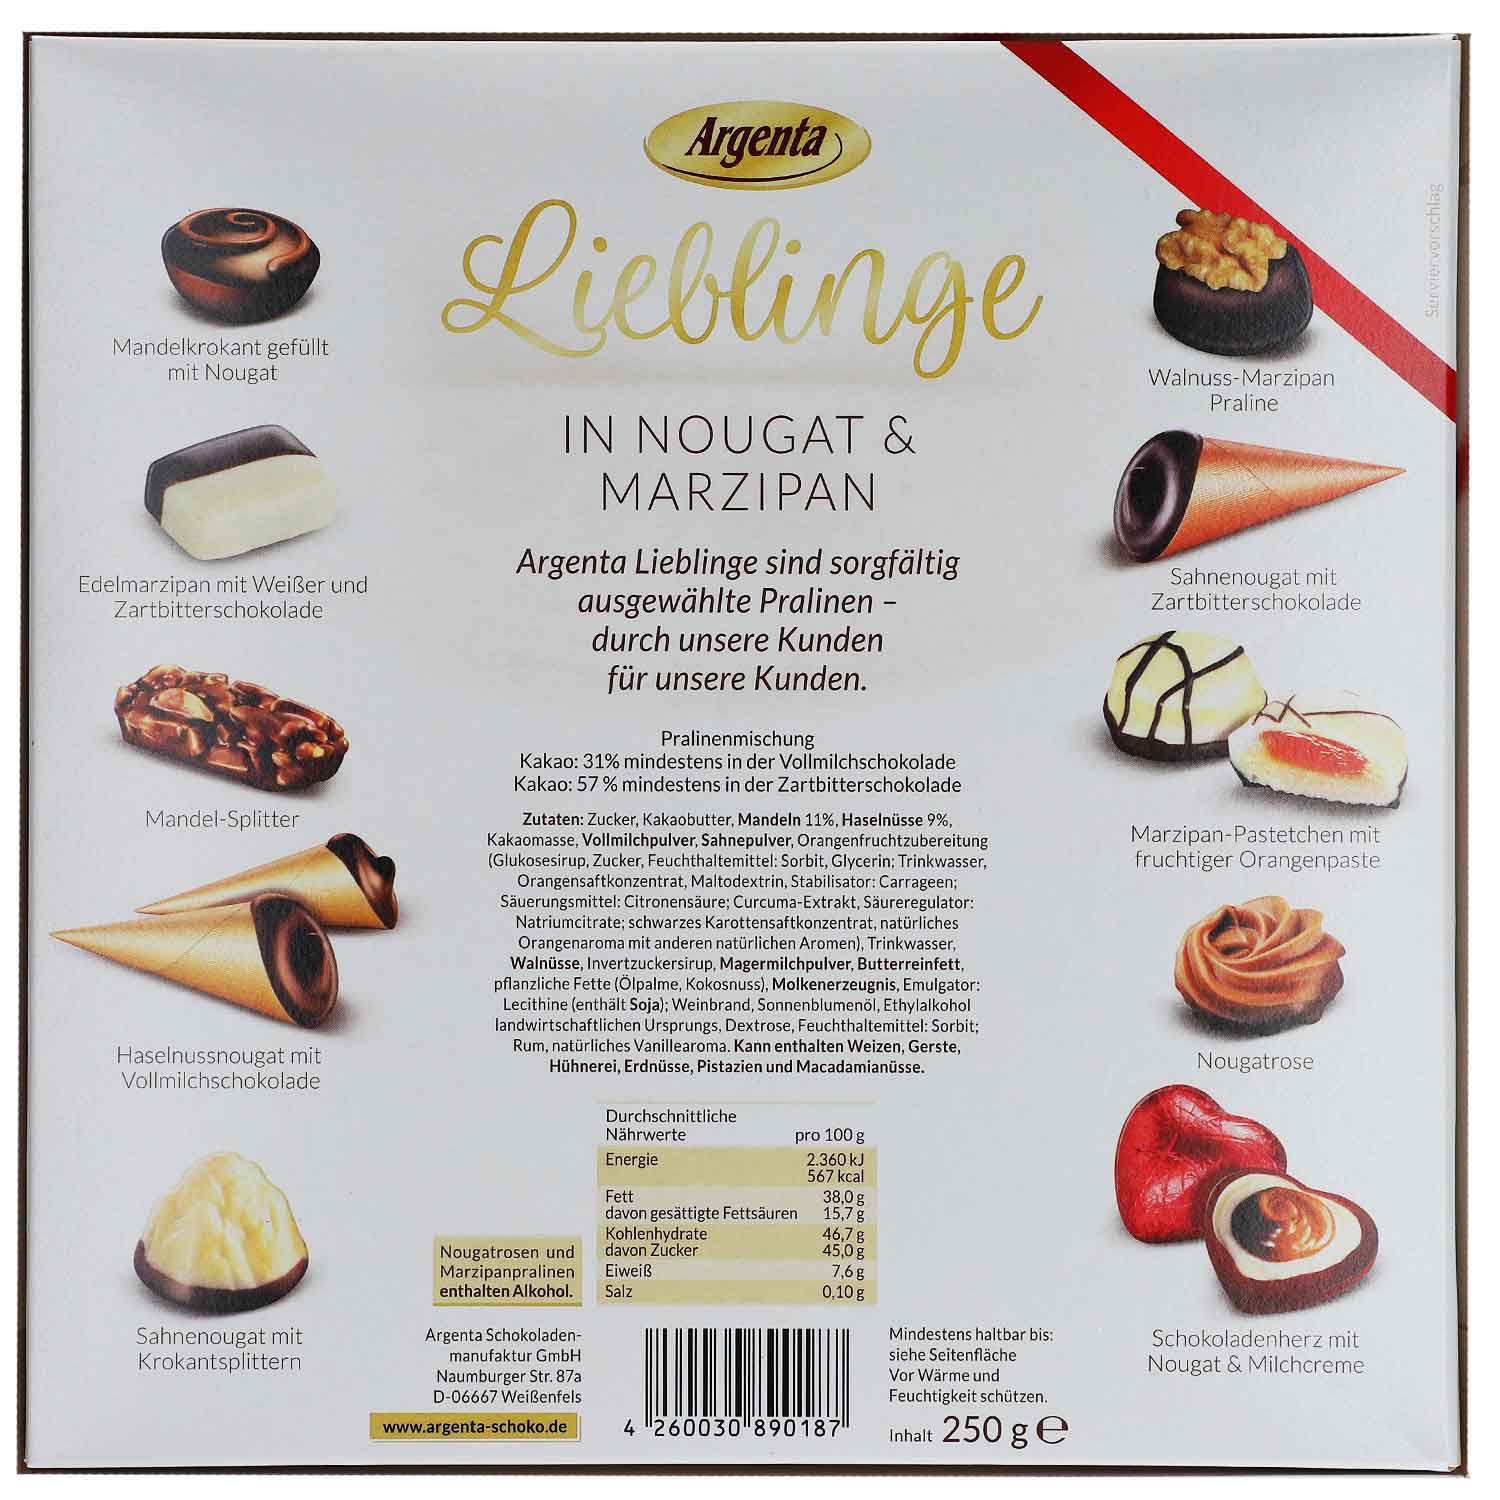 Argenta
Lieblinge
IN NOUGAT &
MARZIPAN
Argenta Lieblinge sind sorgfältig
ausgewählte Pralinen –
durch unsere Kunden
für unsere Kunden.
Pralinenmischung
Kakao: 31% mindestens in der Vollmilchschokolade
Kakao: 57 % mindestens in der Zartbitterschokolade
Zutaten: Zucker, Kakaobutter, Mandeln 11%, Haselnüsse 9%,
Kakaomasse, Vollmilchpulver, Sahnepulver, Orangenfruchtzubereitung
(Glukosesirup, Zucker, Feuchthaltemittel: Sorbit, Glycerin; Trinkwasser,
Orangensaftkonzentrat, Maltodextrin, Stabilisator: Carrageen;
Säuerungsmittel: Citronensäure; Curcuma-Extrakt, Säureregulator:
Natriumcitrate; schwarzes Karottensaftkonzentrat, natürliches
Orangenaroma mit anderen natürlichen Aromen), Trinkwasser,
Walnüsse, Invertzuckersirup, Magermilchpulver, Butterreinfett,
pflanzliche Fette (Ölpalme, Kokosnuss), Molkenerzeugnis, Emulgator:
Lecithine (enthält Soja); Weinbrand, Sonnenblumenöl, Ethylalkohol
landwirtschaftlichen Ursprungs, Dextrose, Feuchthaltemittel: Sorbit;
Rum, natürliches Vanillearoma. Kann enthalten Weizen, Gerste,
Hühnerei, Erdnüsse, Pistazien und Macadamianüsse.
Durchschnittliche
Nährwerte pro 100 g
Energie 2.360 kJ
567 kcal
Fett 38,0 g
davon gesättigte Fettsäuren 15,7 g
Kohlenhydrate 46,7 g
davon Zucker 45,0 g
Eiweiß 7,6 g
Salz 0,10 g
Nougatrosen und
Marzipanpralinen
enthalten Alkohol.
Argenta Schokoladen-
manufaktur GmbH
Naumburger Str. 87a
D-06667 Weißenfels
www.argenta-schoko.de
4 260030 890187
Mindestens haltbar bis:
siehe Seitenfläche
Vor Wärme und
Feuchtigkeit schützen.
Inhalt 250 g ℮
Mandelkrokant gefüllt
mit Nougat
Edelmarzipan mit Weißer und
Zartbitterschokolade
Mandel-Splitter
Haselnussnougat mit
Vollmilchschokolade
Sahnenougat mit
Krokantsplittern
Walnuss-Marzipan
Praline
Sahnenougat mit
Zartbitterschokolade
Marzipan-Pastetchen mit
fruchtiger Orangenpaste
Nougatrose
Schokoladenherz mit
Nougat & Milchcreme
Serviervorschlag